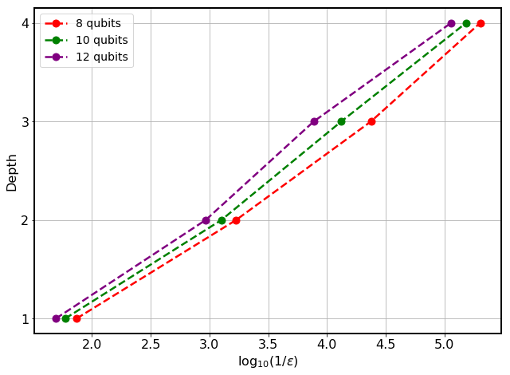 8 qubits
10 qubits
12 qubits
Depth
4
3
2
1
2.0 2.5 3.0 3.5 4.0 4.5 5.0
log₁₀(1/ε)